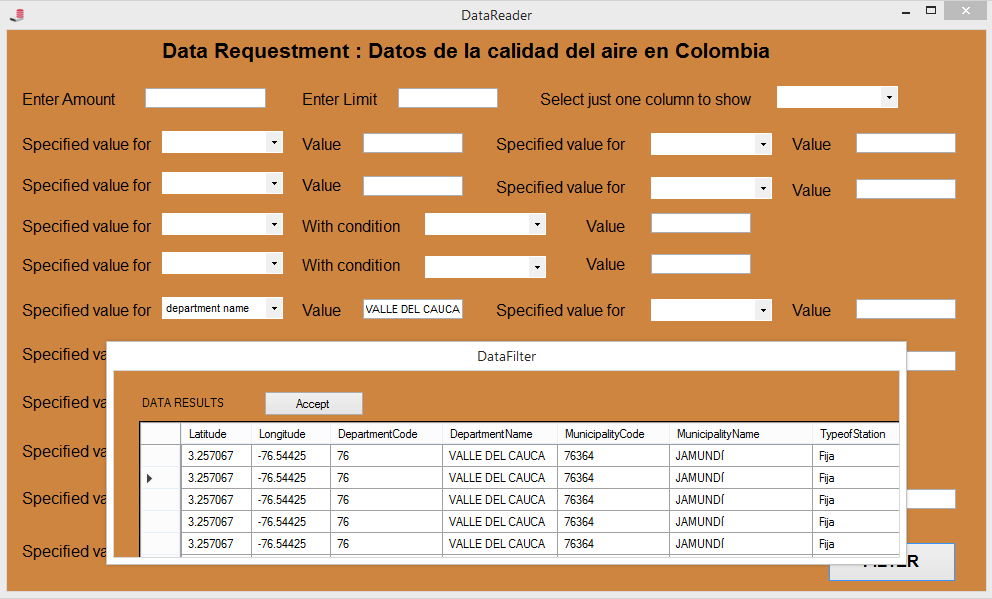 DataReader
Data Requestment : Datos de la calidad del aire en Colombia
Enter Amount Enter Limit Select just one column to show
Specified value for Value Specified value for Value
Specified value for Value Specified value for Value
Specified value for With condition Value
Specified value for With condition Value
Specified value for department name Value VALLE DEL CAUCA Specified value for Value
Specified va
DataFilter
Specified va DATA RESULTS Accept
Latitude Longitude DepartmentCode DepartmentName MunicipalityCode MunicipalityName TypeofStation
Specified va 3.257067 -76.54425 76 VALLE DEL CAUCA 76364 JAMUNDÍ Fija
3.257067 -76.54425 76 VALLE DEL CAUCA 76364 JAMUNDÍ Fija
Specified va 3.257067 -76.54425 76 VALLE DEL CAUCA 76364 JAMUNDÍ Fija
3.257067 -76.54425 76 VALLE DEL CAUCA 76364 JAMUNDÍ Fija
Specified va 3.257067 -76.54425 76 VALLE DEL CAUCA 76364 JAMUNDÍ Fija